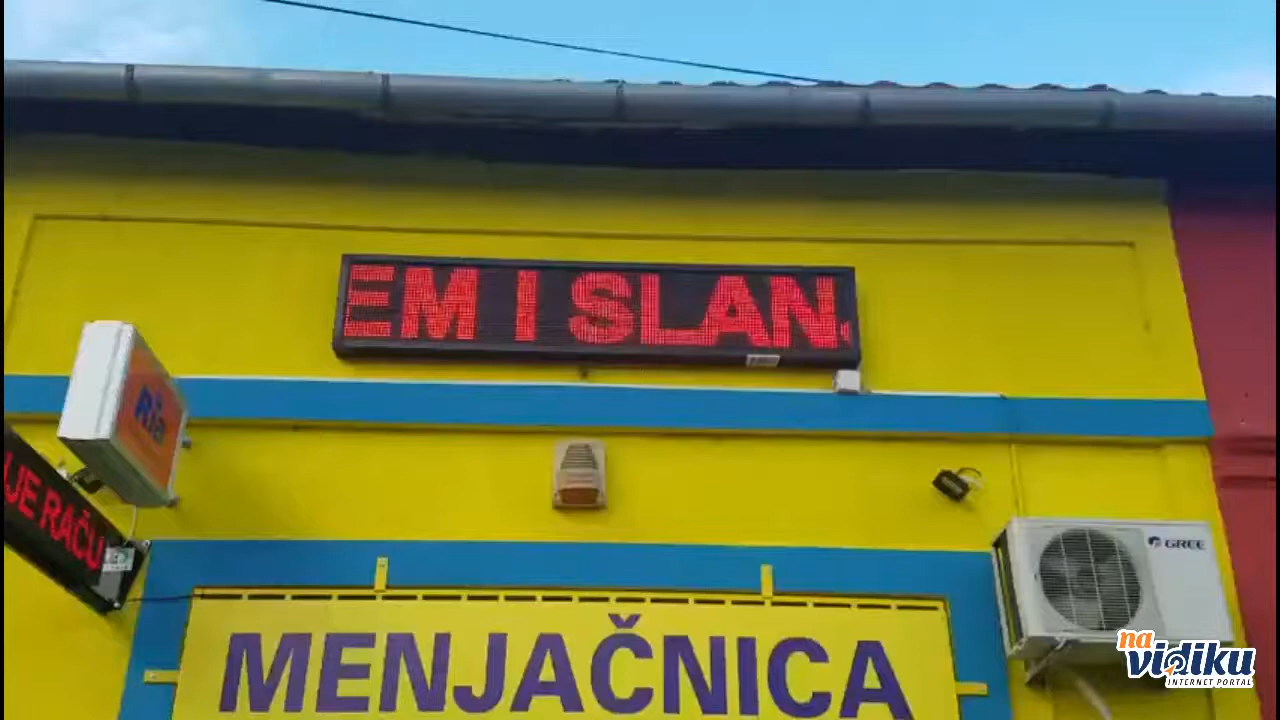 EM I SLAN
Ria
JE RAČU
GREE
MENJAČNICA
na
vidiku
INTERNET PORTAL